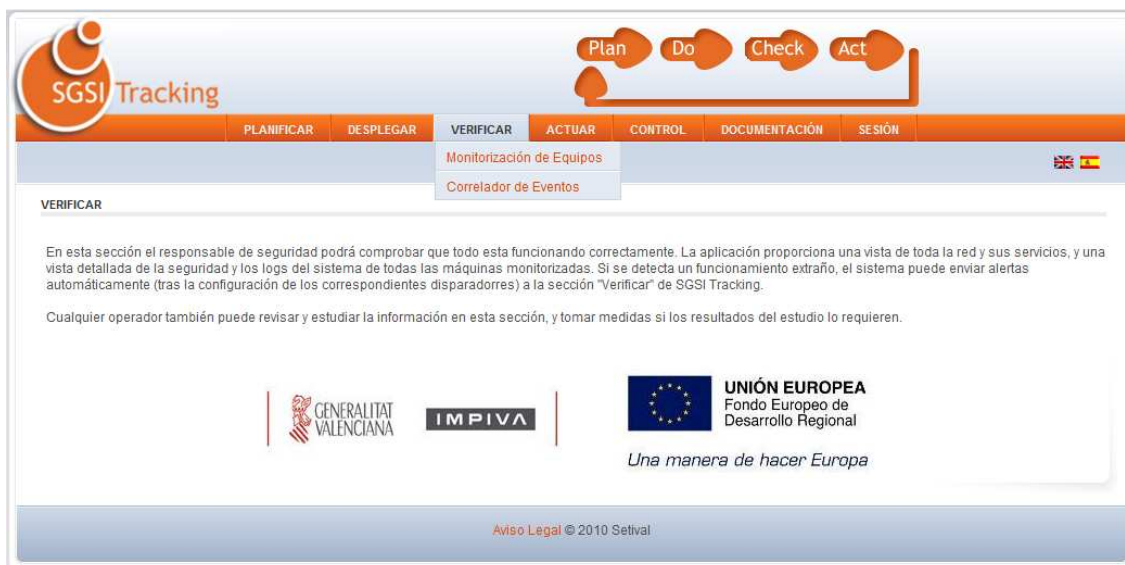 SGSI Tracking
Plan Do Check Act
PLANIFICAR DESPLEGAR VERIFICAR ACTUAR CONTROL DOCUMENTACIÓN SESIÓN
Monitorización de Equipos
Correlador de Eventos
VERIFICAR
En esta sección el responsable de seguridad podrá comprobar que todo esta funcionando correctamente. La aplicación proporciona una vista de toda la red y sus servicios, y una
vista detallada de la seguridad y los logs del sistema de todas las máquinas monitorizadas. Si se detecta un funcionamiento extraño, el sistema puede enviar alertas
automáticamente (tras la configuración de los correspondientes disparadorres) a la sección "Verificar" de SGSI Tracking.
Cualquier operador también puede revisar y estudiar la información en esta sección, y tomar medidas si los resultados del estudio lo requieren.
GENERALITAT
VALENCIANA
IMPIVA
UNIÓN EUROPEA
Fondo Europeo de
Desarrollo Regional
Una manera de hacer Europa
Aviso Legal © 2010 Setival